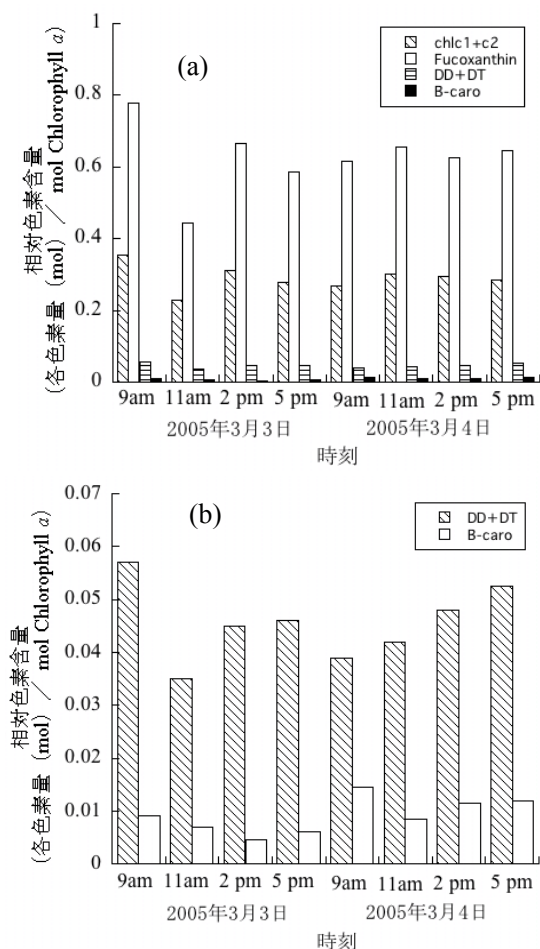 1
0.8
0.6
0.4
0.2
0
(a)
chlc1+c2
Fucoxanthin
DD+DT
B-caro
相対色素含量
(各色素量 (mol) ／ mol Chlorophyll a)
9am 11am 2 pm 5 pm 9am 11am 2 pm 5 pm
2005年3月3日 2005年3月4日
時刻
0.07
0.06
0.05
0.04
0.03
0.02
0.01
0
(b)
DD+DT
B-caro
相対色素含量
(各色素量 (mol) ／ mol Chlorophyll a)
9am 11am 2 pm 5 pm 9am 11am 2 pm 5 pm
2005年3月3日 2005年3月4日
時刻